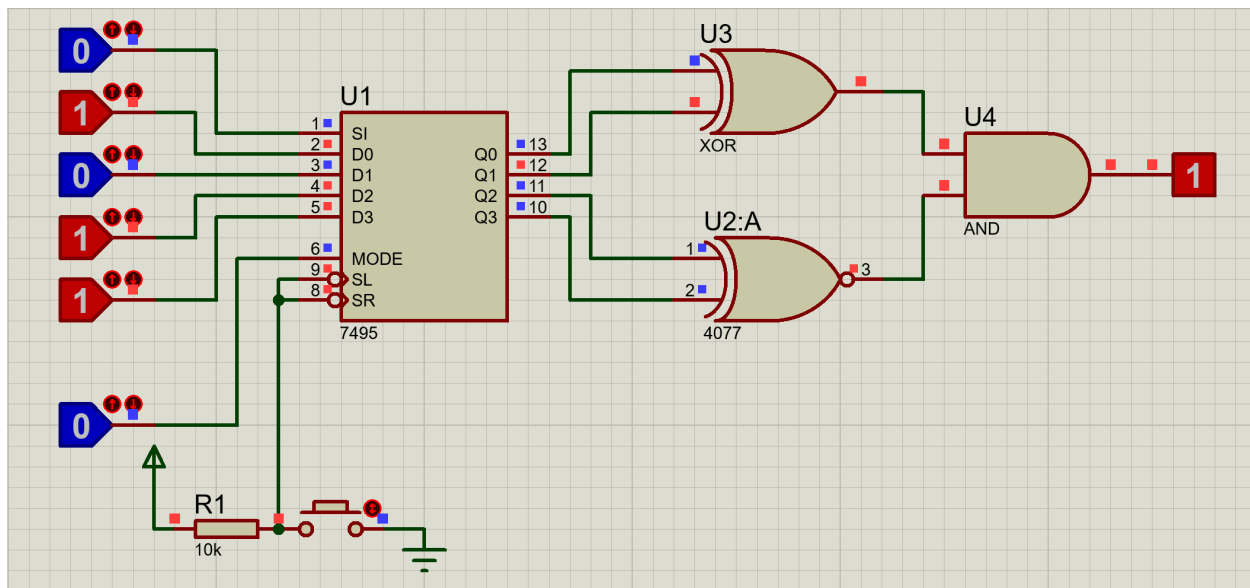 0
1
0
1
1
0
U1
1 SI
2 D0
3 D1
4 D2
5 D3
6 MODE
9 SL
8 SR
Q0 13
Q1 12
Q2 11
Q3 10
7495
U3
XOR
U2:A
1
2
3
4077
U4
AND
1
R1
10k